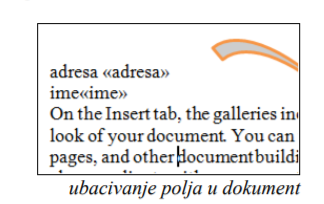 adresa «adresa»
ime«ime»
On the Insert tab, the galleries in
look of your document. You can
pages, and other document buildi
ubacivanje polja u dokument